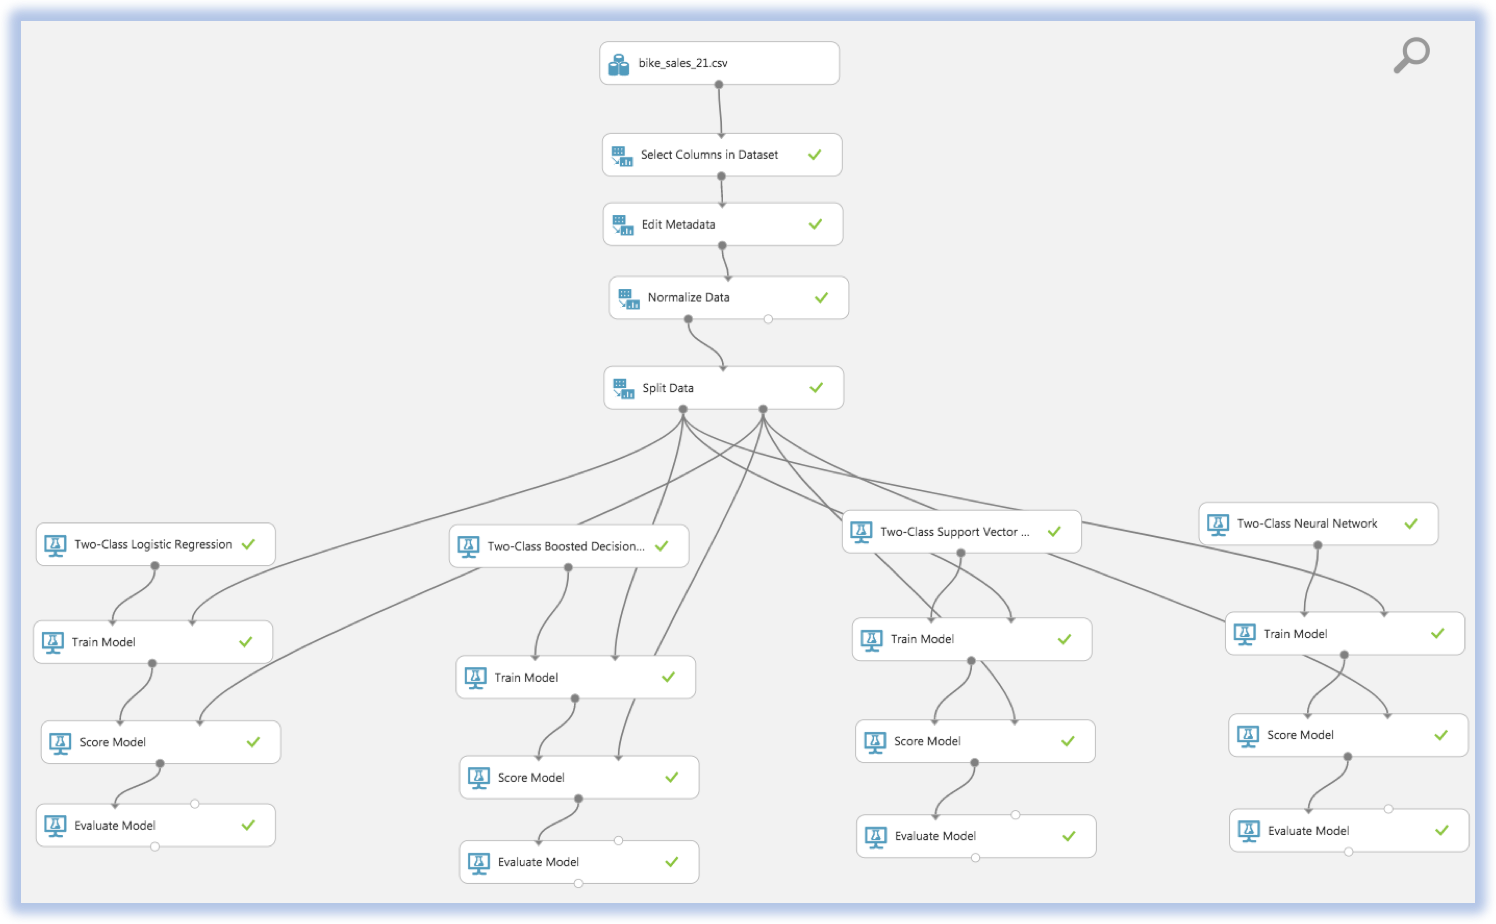 bike_sales_21.csv
Select Columns in Dataset
Edit Metadata
Normalize Data
Split Data
Two-Class Logistic Regression
Two-Class Boosted Decision...
Two-Class Support Vector ...
Two-Class Neural Network
Train Model
Train Model
Train Model
Train Model
Score Model
Score Model
Score Model
Score Model
Evaluate Model
Evaluate Model
Evaluate Model
Evaluate Model